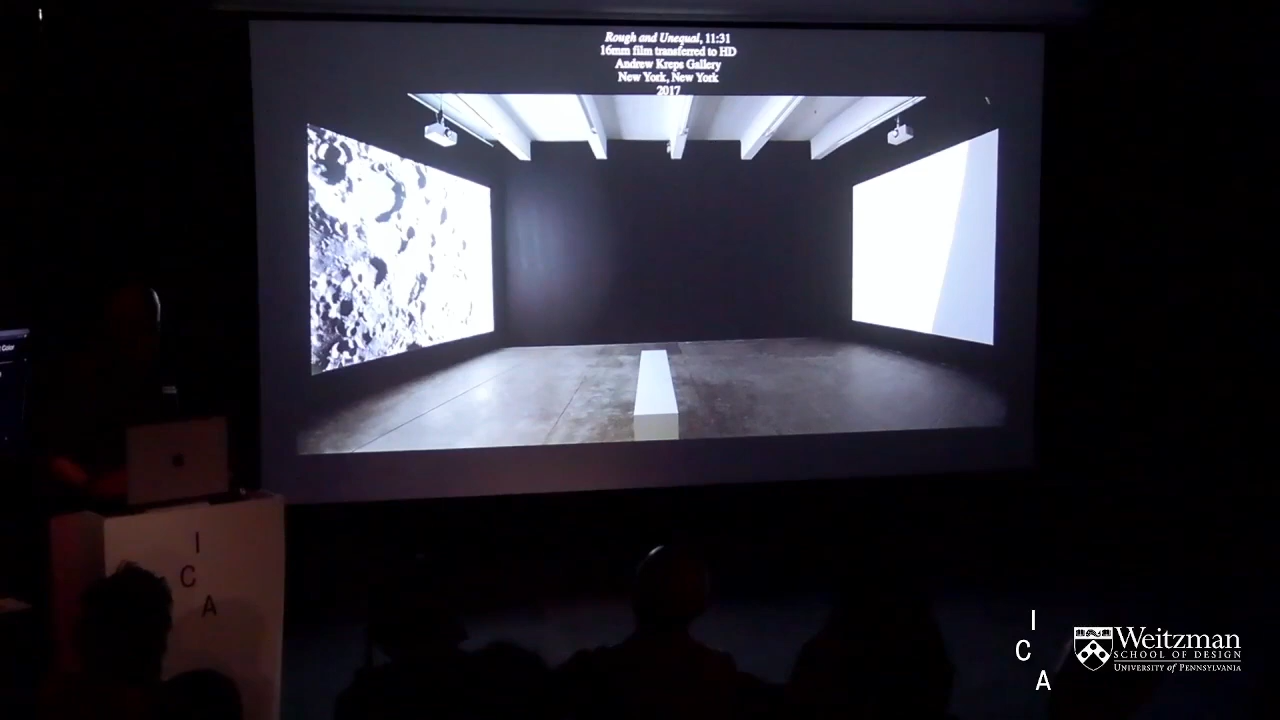 Rough and Unequal, 11:31
16mm film transferred to HD
Andrew Kreps Gallery
New York, New York
2017
Color
I
C
A
I
C
A
Weitzman
SCHOOL OF DESIGN
UNIVERSITY OF PENNSYLVANIA